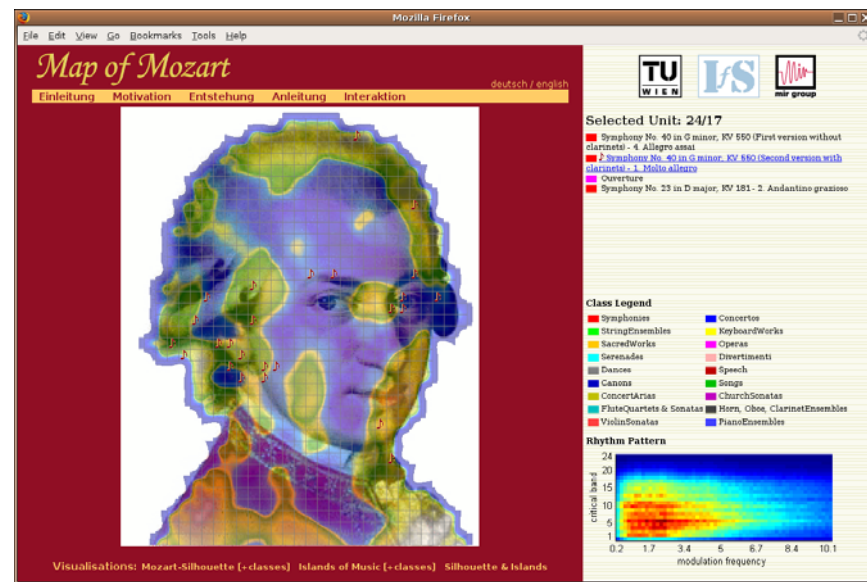 Mozilla Firefox
File Edit View Go Bookmarks Tools Help
Map of Mozart
deutsch / english
Einleitung Motivation Entstehung Anleitung Interaktion
TU
WIEN
IfS
mir group
Selected Unit: 24/17
Symphony No. 40 in G minor, KV 550 (First version without
clarinets) - 4. Allegro assai
Symphony No. 40 in G minor, KV 550 (Second version with
clarinets) - 1. Molto allegro
Ouverture
Symphony No. 23 in D major, KV 181 - 2. Andantino grazioso
Class Legend
Symphonies Concertos
StringEnsembles KeyboardWorks
SacredWorks Operas
Serenades Divertimenti
Dances Speech
Canons Songs
ConcertArias ChurchSonatas
FluteQuartets & Sonatas Horn, Oboe, ClarinetEnsembles
ViolinSonatas PianoEnsembles
Rhythm Pattern
24
20
15
10
5
1
critical band
0.2 1.7 3.4 5 6.7 8.4 10.1
modulation frequency
Visualisations: Mozart-Silhouette [+classes] Islands of Music [+classes] Silhouette & Islands